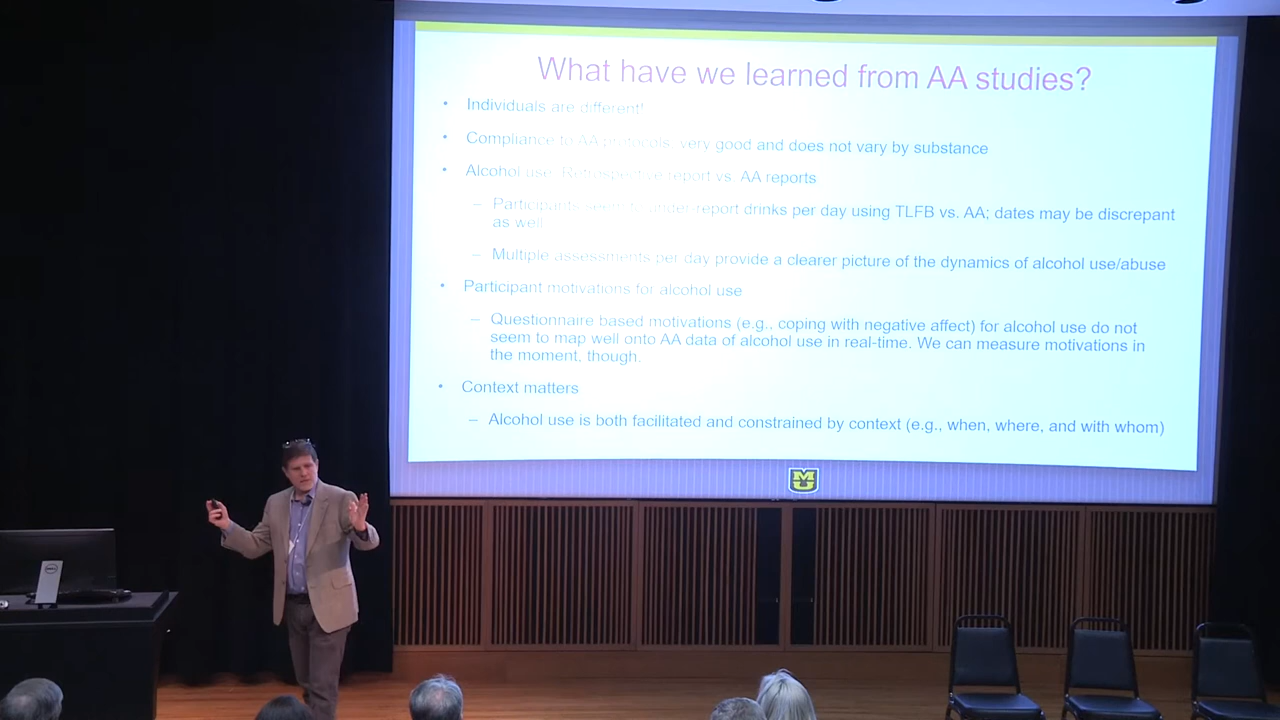 What have we learned from AA studies?
• Individuals are different!
• Compliance to AA protocols, very good and does not vary by substance
• Alcohol use: Retrospective report vs. AA reports
– Participants seem to under-report drinks per day using TLFB vs. AA; dates may be discrepant
as well
– Multiple assessments per day provide a clearer picture of the dynamics of alcohol use/abuse
• Participant motivations for alcohol use
– Questionnaire based motivations (e.g., coping with negative affect) for alcohol use do not
seem to map well onto AA data of alcohol use in real-time. We can measure motivations in
the moment, though.
• Context matters
– Alcohol use is both facilitated and constrained by context (e.g., when, where, and with whom)
MU
DELL